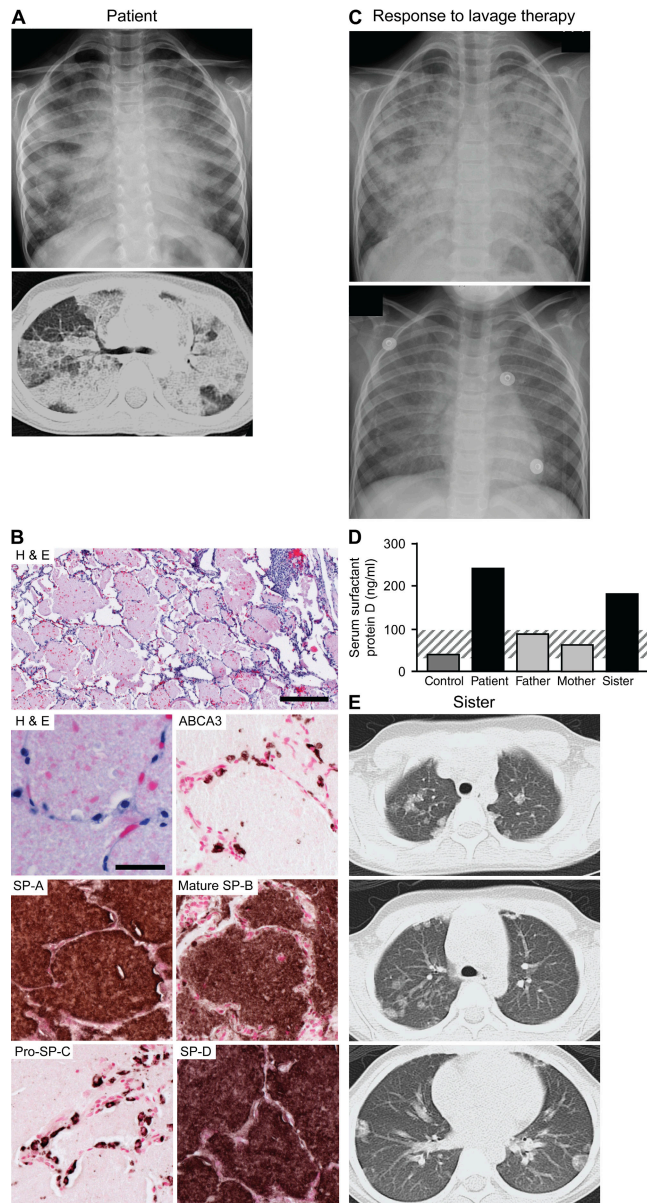 A
Patient
C
Response to lavage therapy
B
H & E
H & E
ABCA3
SP-A
Mature SP-B
Pro-SP-C
SP-D
D
Serum surfactant
protein D (ng/ml)
300
200
100
0
Control
Patient
Father
Mother
Sister
E
Sister